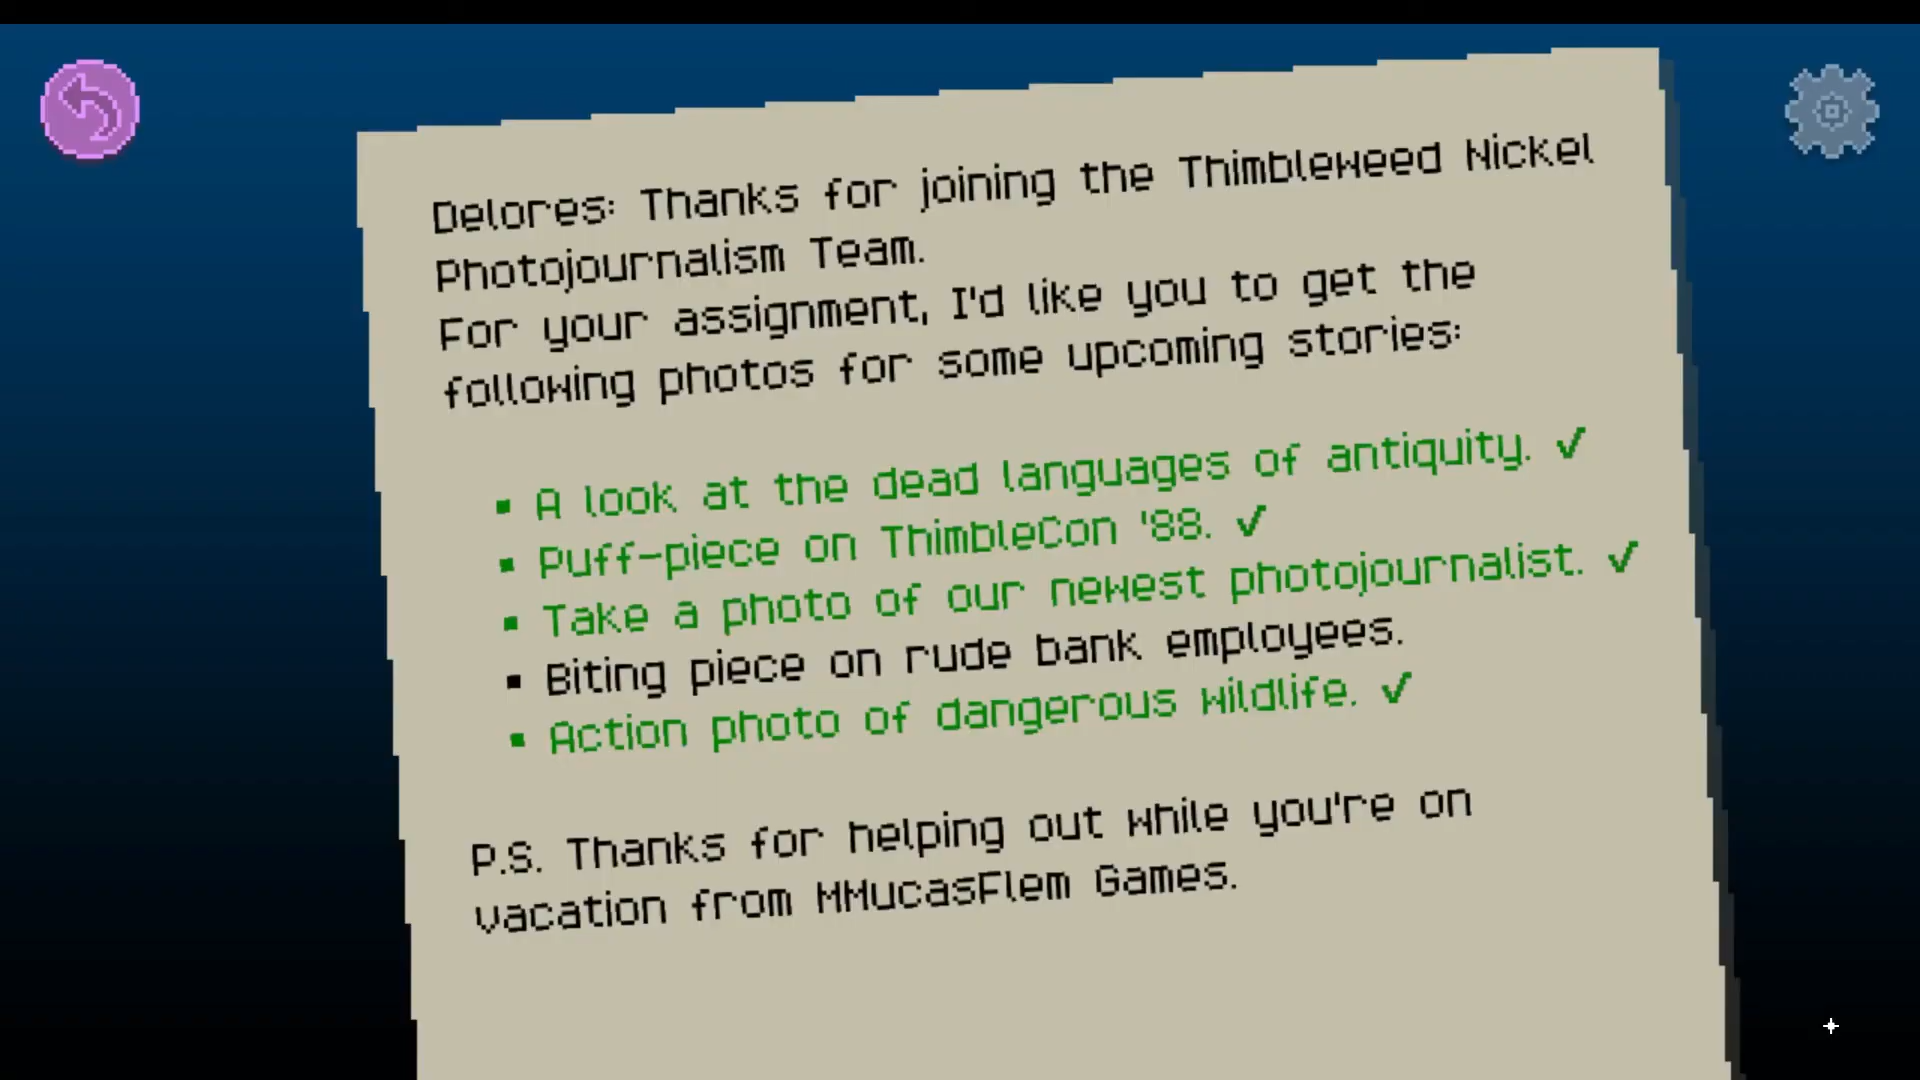 Delores: Thanks for joining the Thimbleweed Nickel
Photojournalism Team.
For your assignment, I'd like you to get the
following photos for some upcoming stories:
▪ A look at the dead languages of antiquity. ✓
▪ Puff-piece on ThimbleCon '88. ✓
▪ Take a photo of our newest photojournalist. ✓
▪ Biting piece on rude bank employees.
▪ Action photo of dangerous wildlife. ✓
P.S. Thanks for helping out while you're on
vacation from MMucasFlem Games.